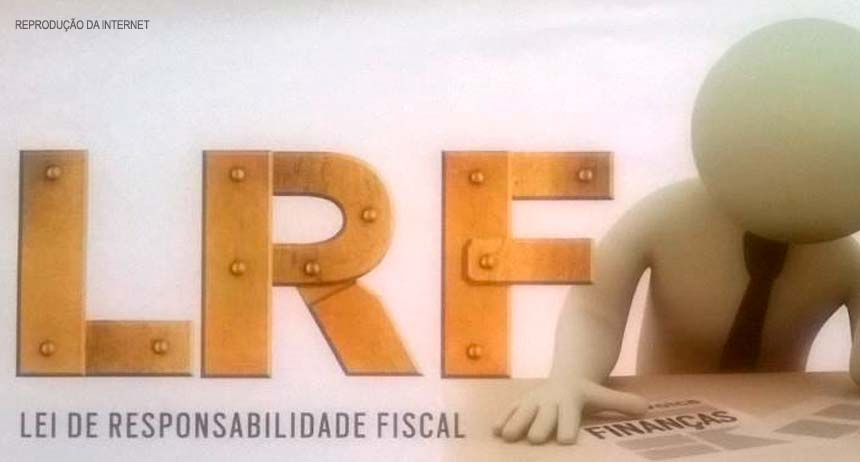 REPRODUÇÃO DA INTERNET
LRF
LEI DE RESPONSABILIDADE FISCAL
FINANÇAS